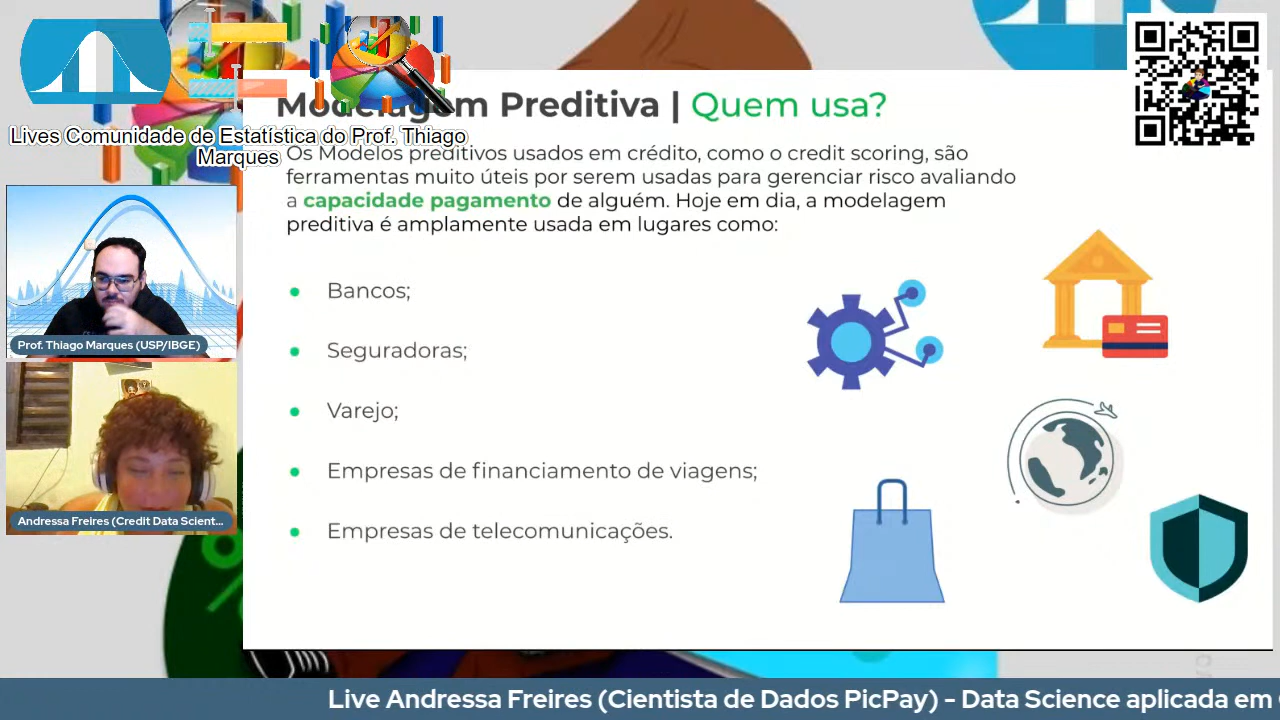 Modelagem Preditiva | Quem usa?
Lives Comunidade de Estatística do Prof. Thiago
Marques
Os Modelos preditivos usados em crédito, como o credit scoring, são
ferramentas muito úteis por serem usadas para gerenciar risco avaliando
a capacidade pagamento de alguém. Hoje em dia, a modelagem
preditiva é amplamente usada em lugares como:
Bancos;
Seguradoras;
Varejo;
Empresas de financiamento de viagens;
Empresas de telecomunicações.
Prof. Thiago Marques (USP/IBGE)
Andressa Freires (Credit Data Scient...
Live Andressa Freires (Cientista de Dados PicPay) - Data Science aplicada em